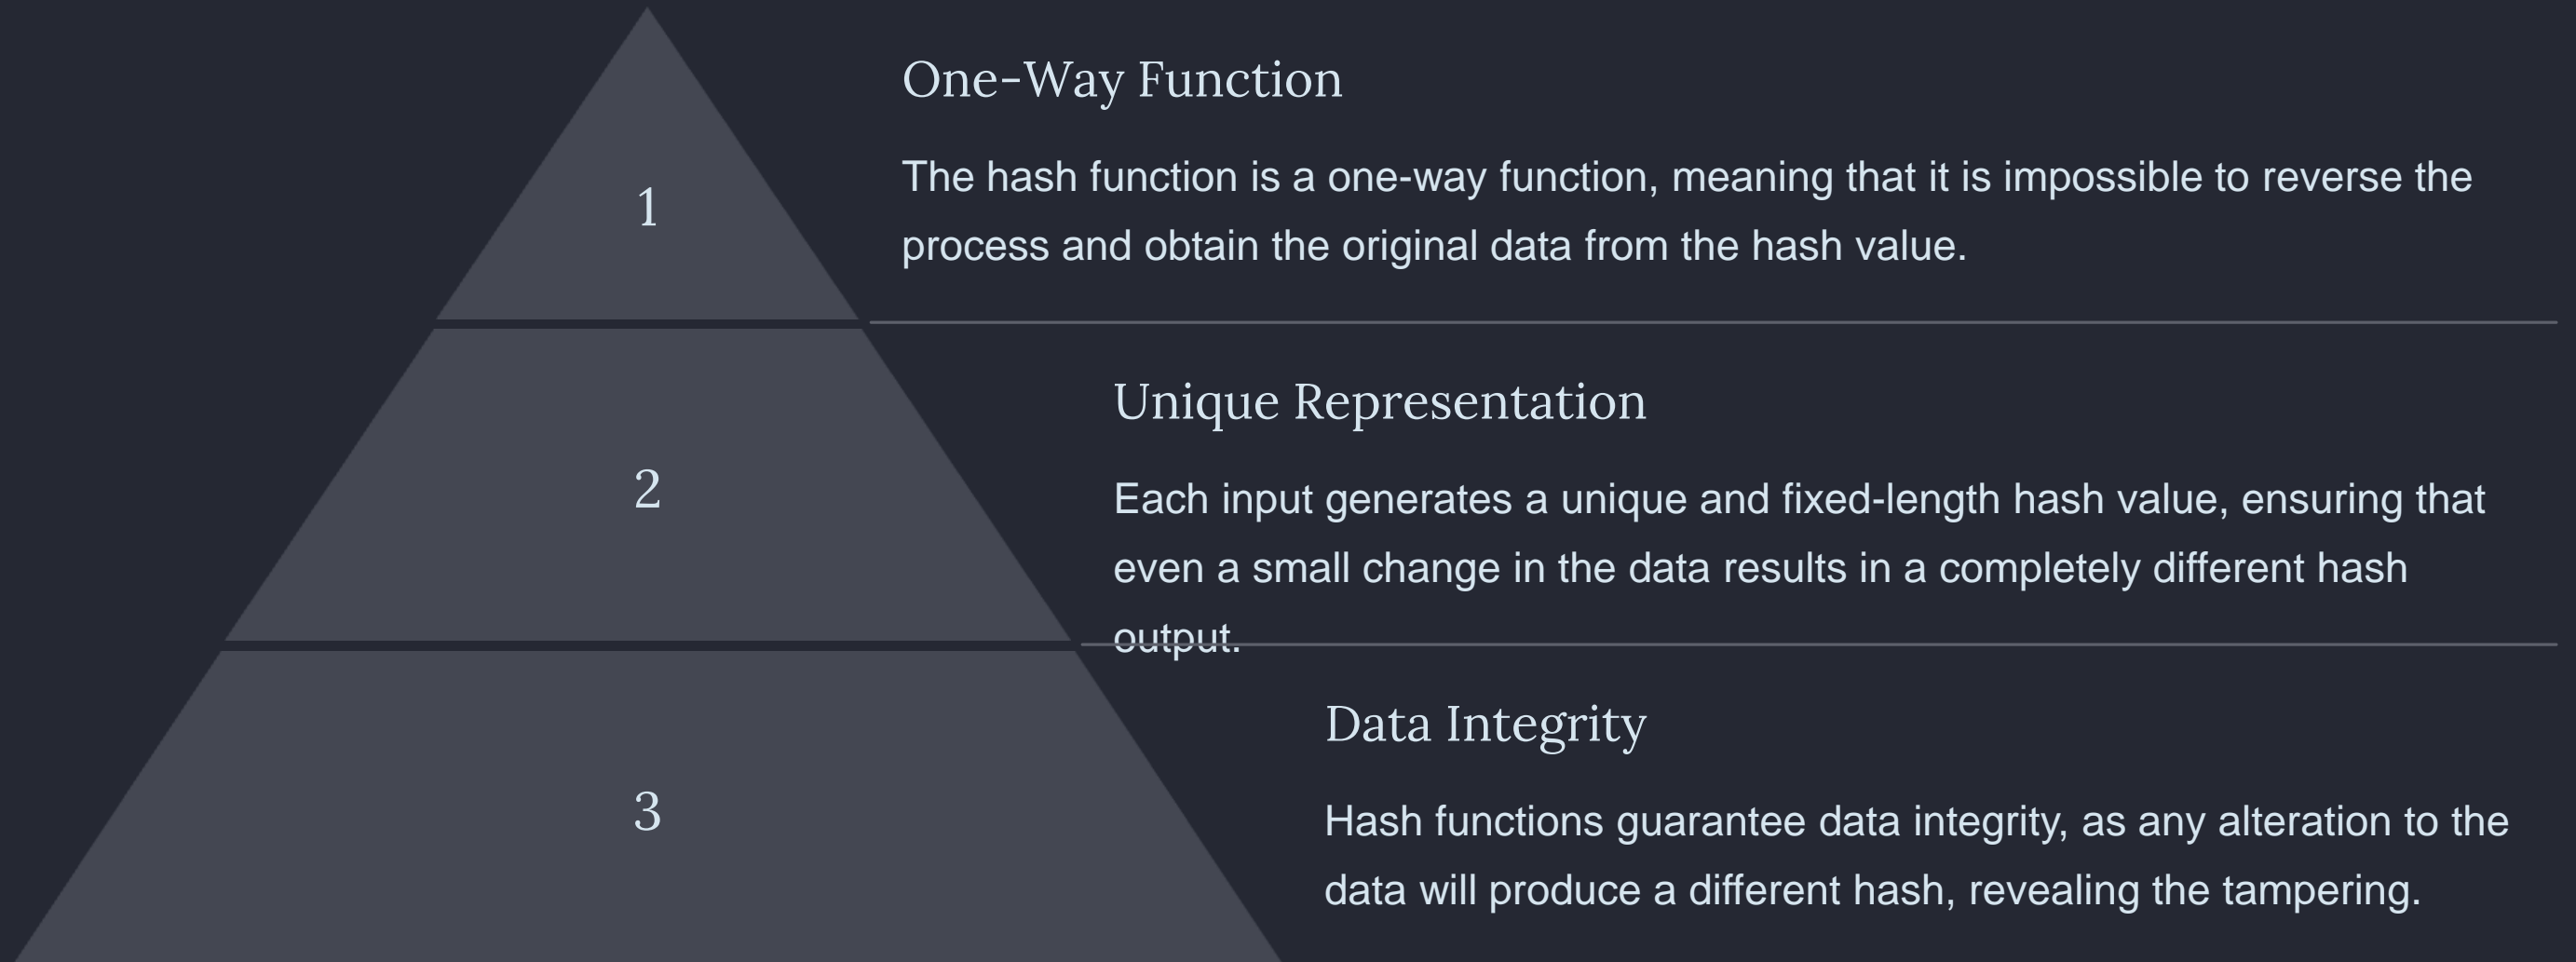 1
One-Way Function
The hash function is a one-way function, meaning that it is impossible to reverse the
process and obtain the original data from the hash value.
2
Unique Representation
Each input generates a unique and fixed-length hash value, ensuring that
even a small change in the data results in a completely different hash
output.
3
Data Integrity
Hash functions guarantee data integrity, as any alteration to the
data will produce a different hash, revealing the tampering.